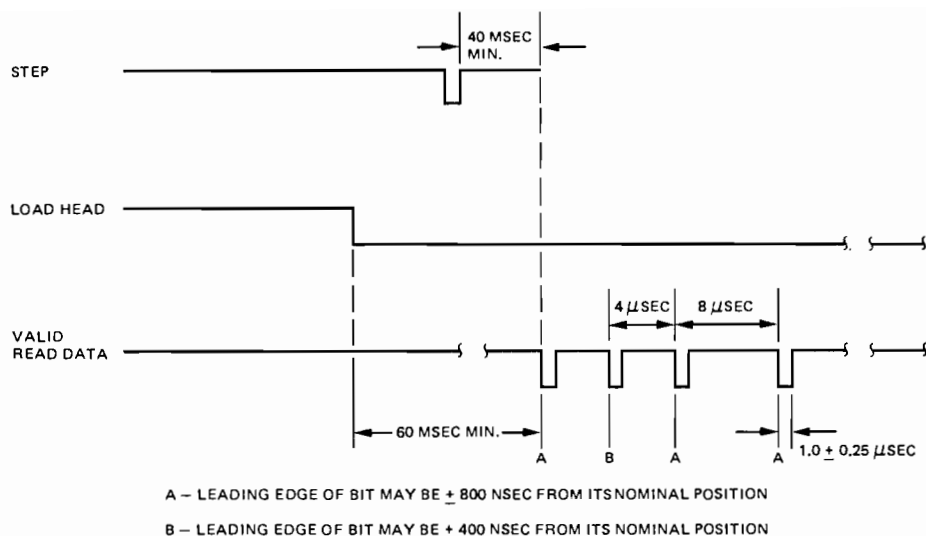 40 MSEC
MIN.
STEP
LOAD HEAD
4 µSEC
8 µSEC
VALID
READ DATA
60 MSEC MIN.
A
B
A
A
1.0 ± 0.25 µSEC
A – LEADING EDGE OF BIT MAY BE ± 800 NSEC FROM ITS NOMINAL POSITION
B – LEADING EDGE OF BIT MAY BE + 400 NSEC FROM ITS NOMINAL POSITION